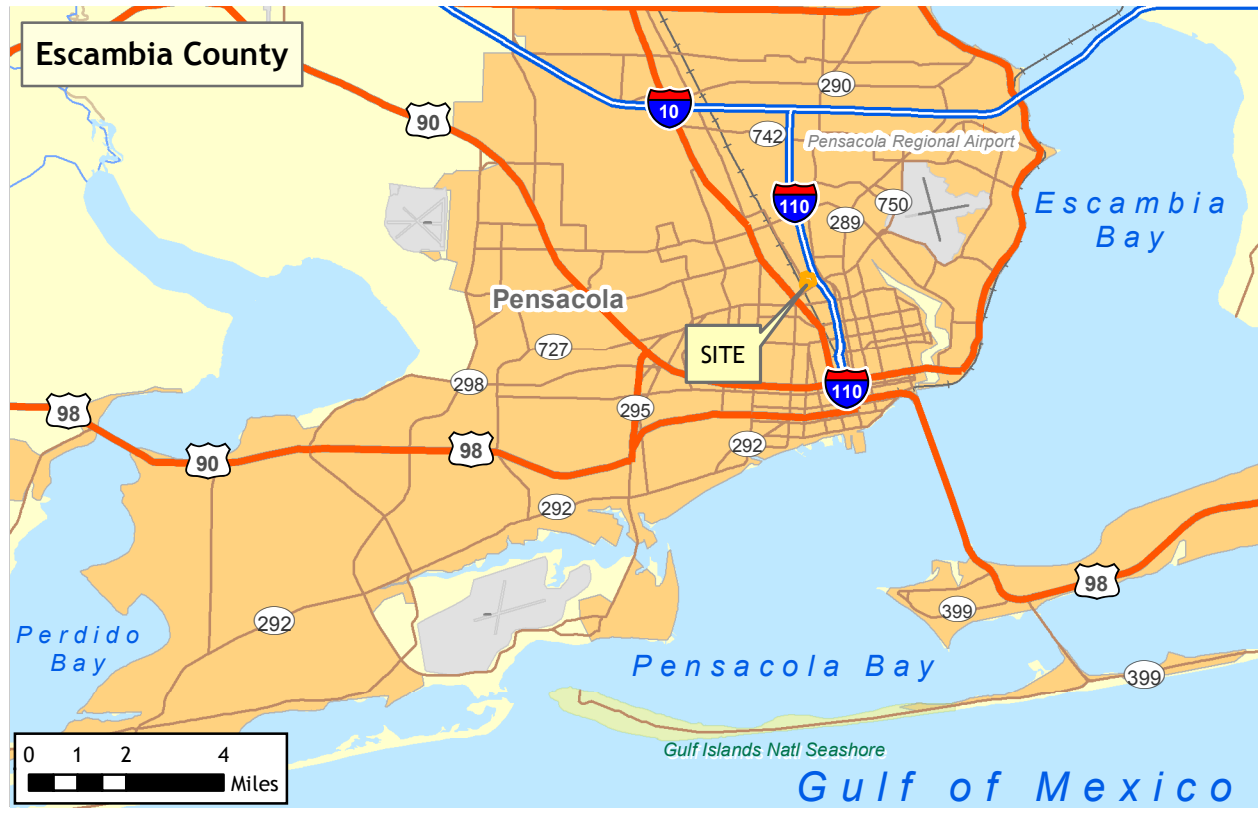 Escambia County
290
10
90
742
Pensacola Regional Airport
110
750
289
Escambia
Bay
Pensacola
SITE
727
298
110
98
295
98
90
292
292
98
399
292
Perdido
Bay
Pensacola Bay
399
Gulf Islands Natl Seashore
0 1 2 4
Miles
Gulf of Mexico